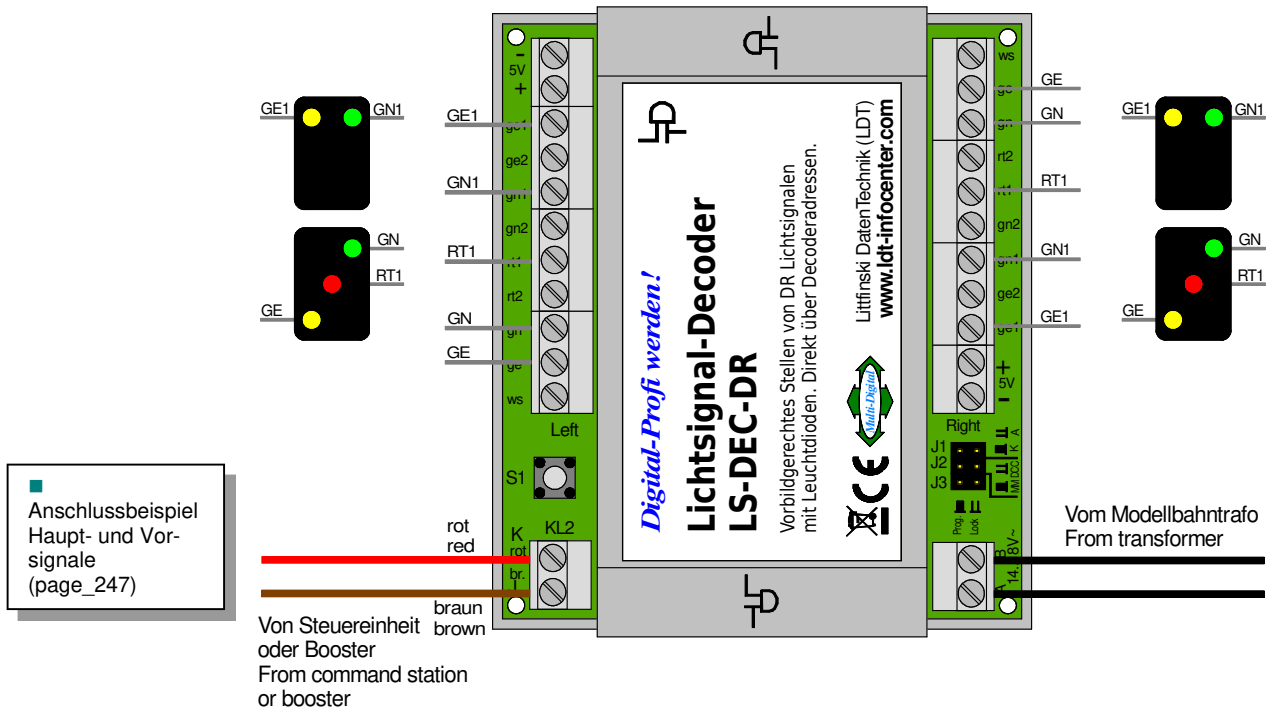 GE1
GN1
GN
RT1
GE
GE1
GN1
RT1
GN
GE
-
5V
+
ge1
ge2
gn1
gn2
rt1
rt2
gn
ge
ws
Left
S1
K
KL2
rot
br.
Digital-Profi werden!
Lichtsignal-Decoder
LS-DEC-DR
Vorbildgerechtes Stellen von DR Lichtsignalen
mit Leuchtdioden. Direkt über Decoderadressen.
Littfinski DatenTechnik (LDT)
www.ldt-infocenter.com
Multi-Digital
CE
ws
ge
gn
rt2
rt1
gn2
gn1
ge2
ge1
+
5V
-
Right
J1
J2
J3
A
K
MM DCC
Prog.
Lock
B
14...18V~
A
GE
GN
RT1
GN1
GE1
GE1
GN1
GN
RT1
GE
Anschlussbeispiel
Haupt- und Vor-
signale
(page_247)
rot
red
braun
brown
Von Steuereinheit
oder Booster
From command station
or booster
Vom Modellbahntrafo
From transformer